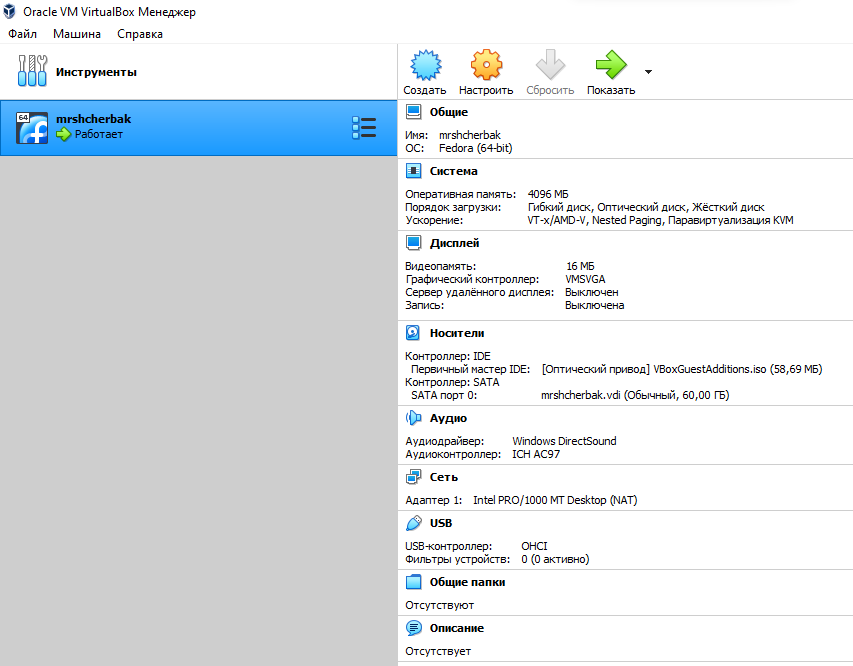 Oracle VM VirtualBox Менеджер
Файл Машина Справка
Инструменты
64
mrshcherbak
Работает
Создать Настроить Сбросить Показать
Общие
Имя: mrshcherbak
ОС: Fedora (64-bit)
Система
Оперативная память: 4096 МБ
Порядок загрузки: Гибкий диск, Оптический диск, Жёсткий диск
Ускорение: VT-x/AMD-V, Nested Paging, Паравиртуализация KVM
Дисплей
Видеопамять: 16 МБ
Графический контроллер: VMSVGA
Сервер удалённого дисплея: Выключен
Запись: Выключена
Носители
Контроллер: IDE
Первичный мастер IDE: [Оптический привод] VBoxGuestAdditions.iso (58,69 МБ)
Контроллер: SATA
SATA порт 0: mrshcherbak.vdi (Обычный, 60,00 ГБ)
Аудио
Аудиодрайвер: Windows DirectSound
Аудиоконтроллер: ICH AC97
Сеть
Адаптер 1: Intel PRO/1000 MT Desktop (NAT)
USB
USB-контроллер: OHCI
Фильтры устройств: 0 (0 активно)
Общие папки
Отсутствуют
Описание
Отсутствует